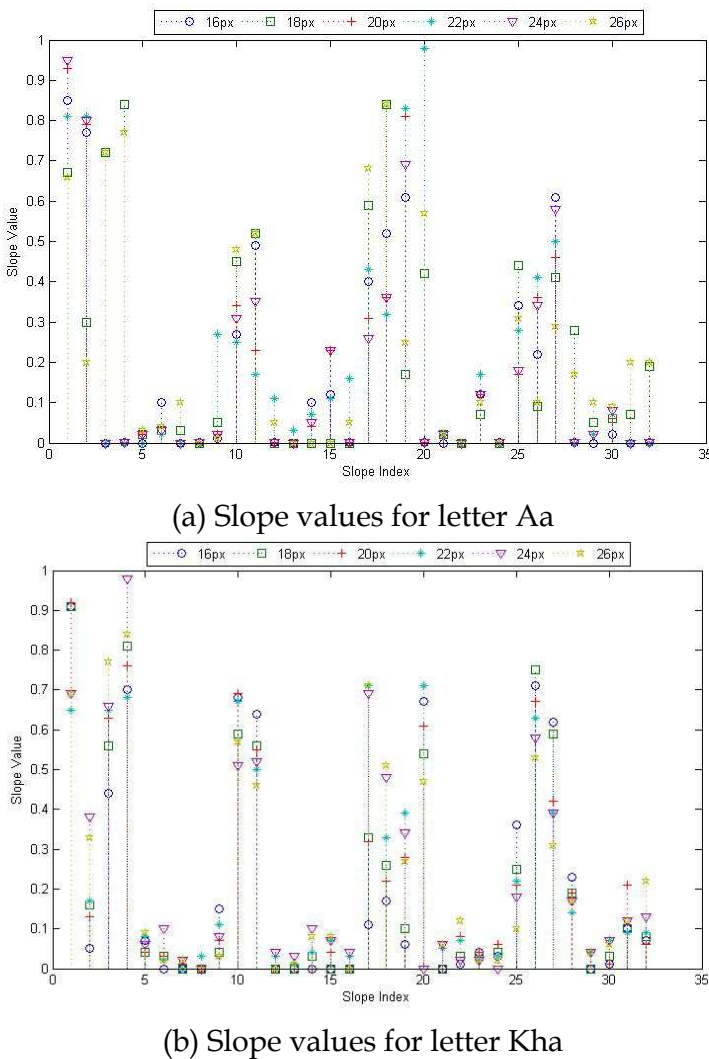 16px 18px 20px 22px 24px 26px
1
0.9
0.8
0.7
0.6
0.5
0.4
0.3
0.2
0.1
0
Slope Value
0 5 10 15 20 25 30 35
Slope Index
(a) Slope values for letter Aa
16px 18px 20px 22px 24px 26px
1
0.9
0.8
0.7
0.6
0.5
0.4
0.3
0.2
0.1
0
Slope Value
0 5 10 15 20 25 30 35
Slope Index
(b) Slope values for letter Kha